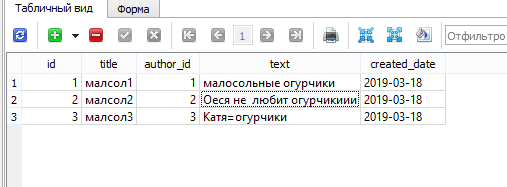 Табличный вид Форма
1 Отфильтро
id title author_id text created_date
1 1 малсол1 1 малосольные огурчики 2019-03-18
2 2 малсол2 2 Оеся не любит огурчикиии 2019-03-18
3 3 малсол3 3 Катя=огурчики 2019-03-18